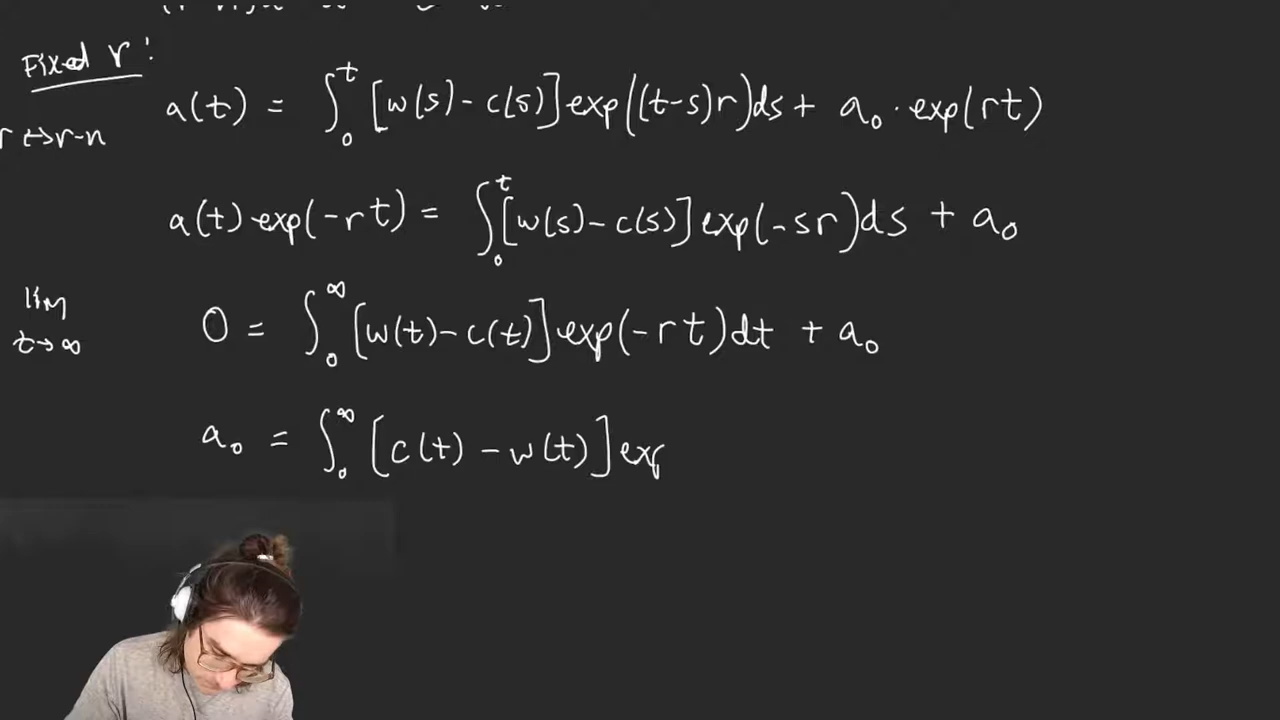 Fixed r:
a(t) = ∫₀ᵗ [w(s) - c(s)] exp((t-s)r)ds + a₀ · exp(rt)
r ↔ r-n
a(t) exp(-rt) = ∫₀ᵗ [w(s) - c(s)] exp(-sr)ds + a₀
lim t→∞
0 = ∫₀^∞ [w(t) - c(t)] exp(-rt)dt + a₀
a₀ = ∫₀^∞ [c(t) - w(t)] exp